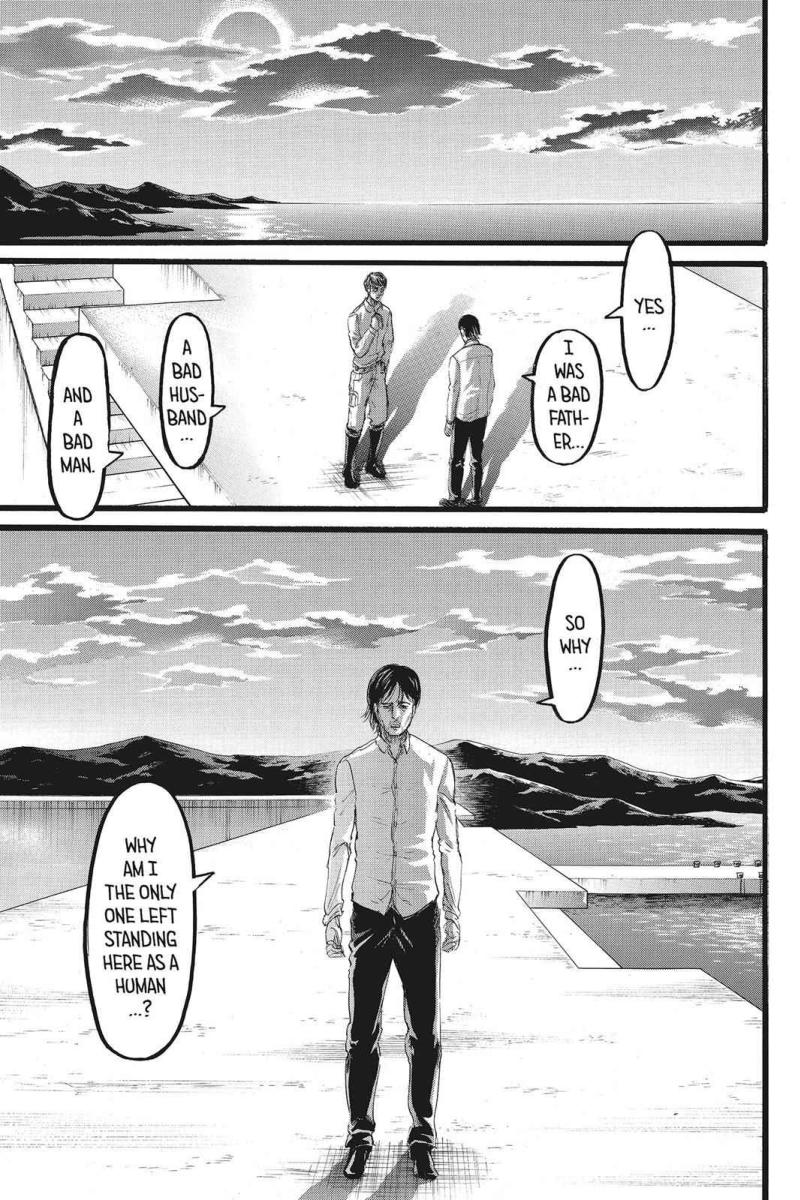 YES
...
I
WAS
A BAD
FATH-
ER...
A
BAD
HUS-
BAND
...
AND
A
BAD
MAN.
SO
WHY
...
WHY
AM I
THE ONLY
ONE LEFT
STANDING
HERE AS A
HUMAN
...?